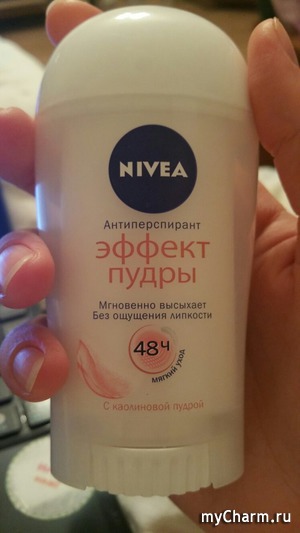 NIVEA
Антиперспирант
эффект
пудры
Мгновенно высыхает
Без ощущения липкости
48ч
мягкий уход
С каолиновой пудрой
myCharm.ru